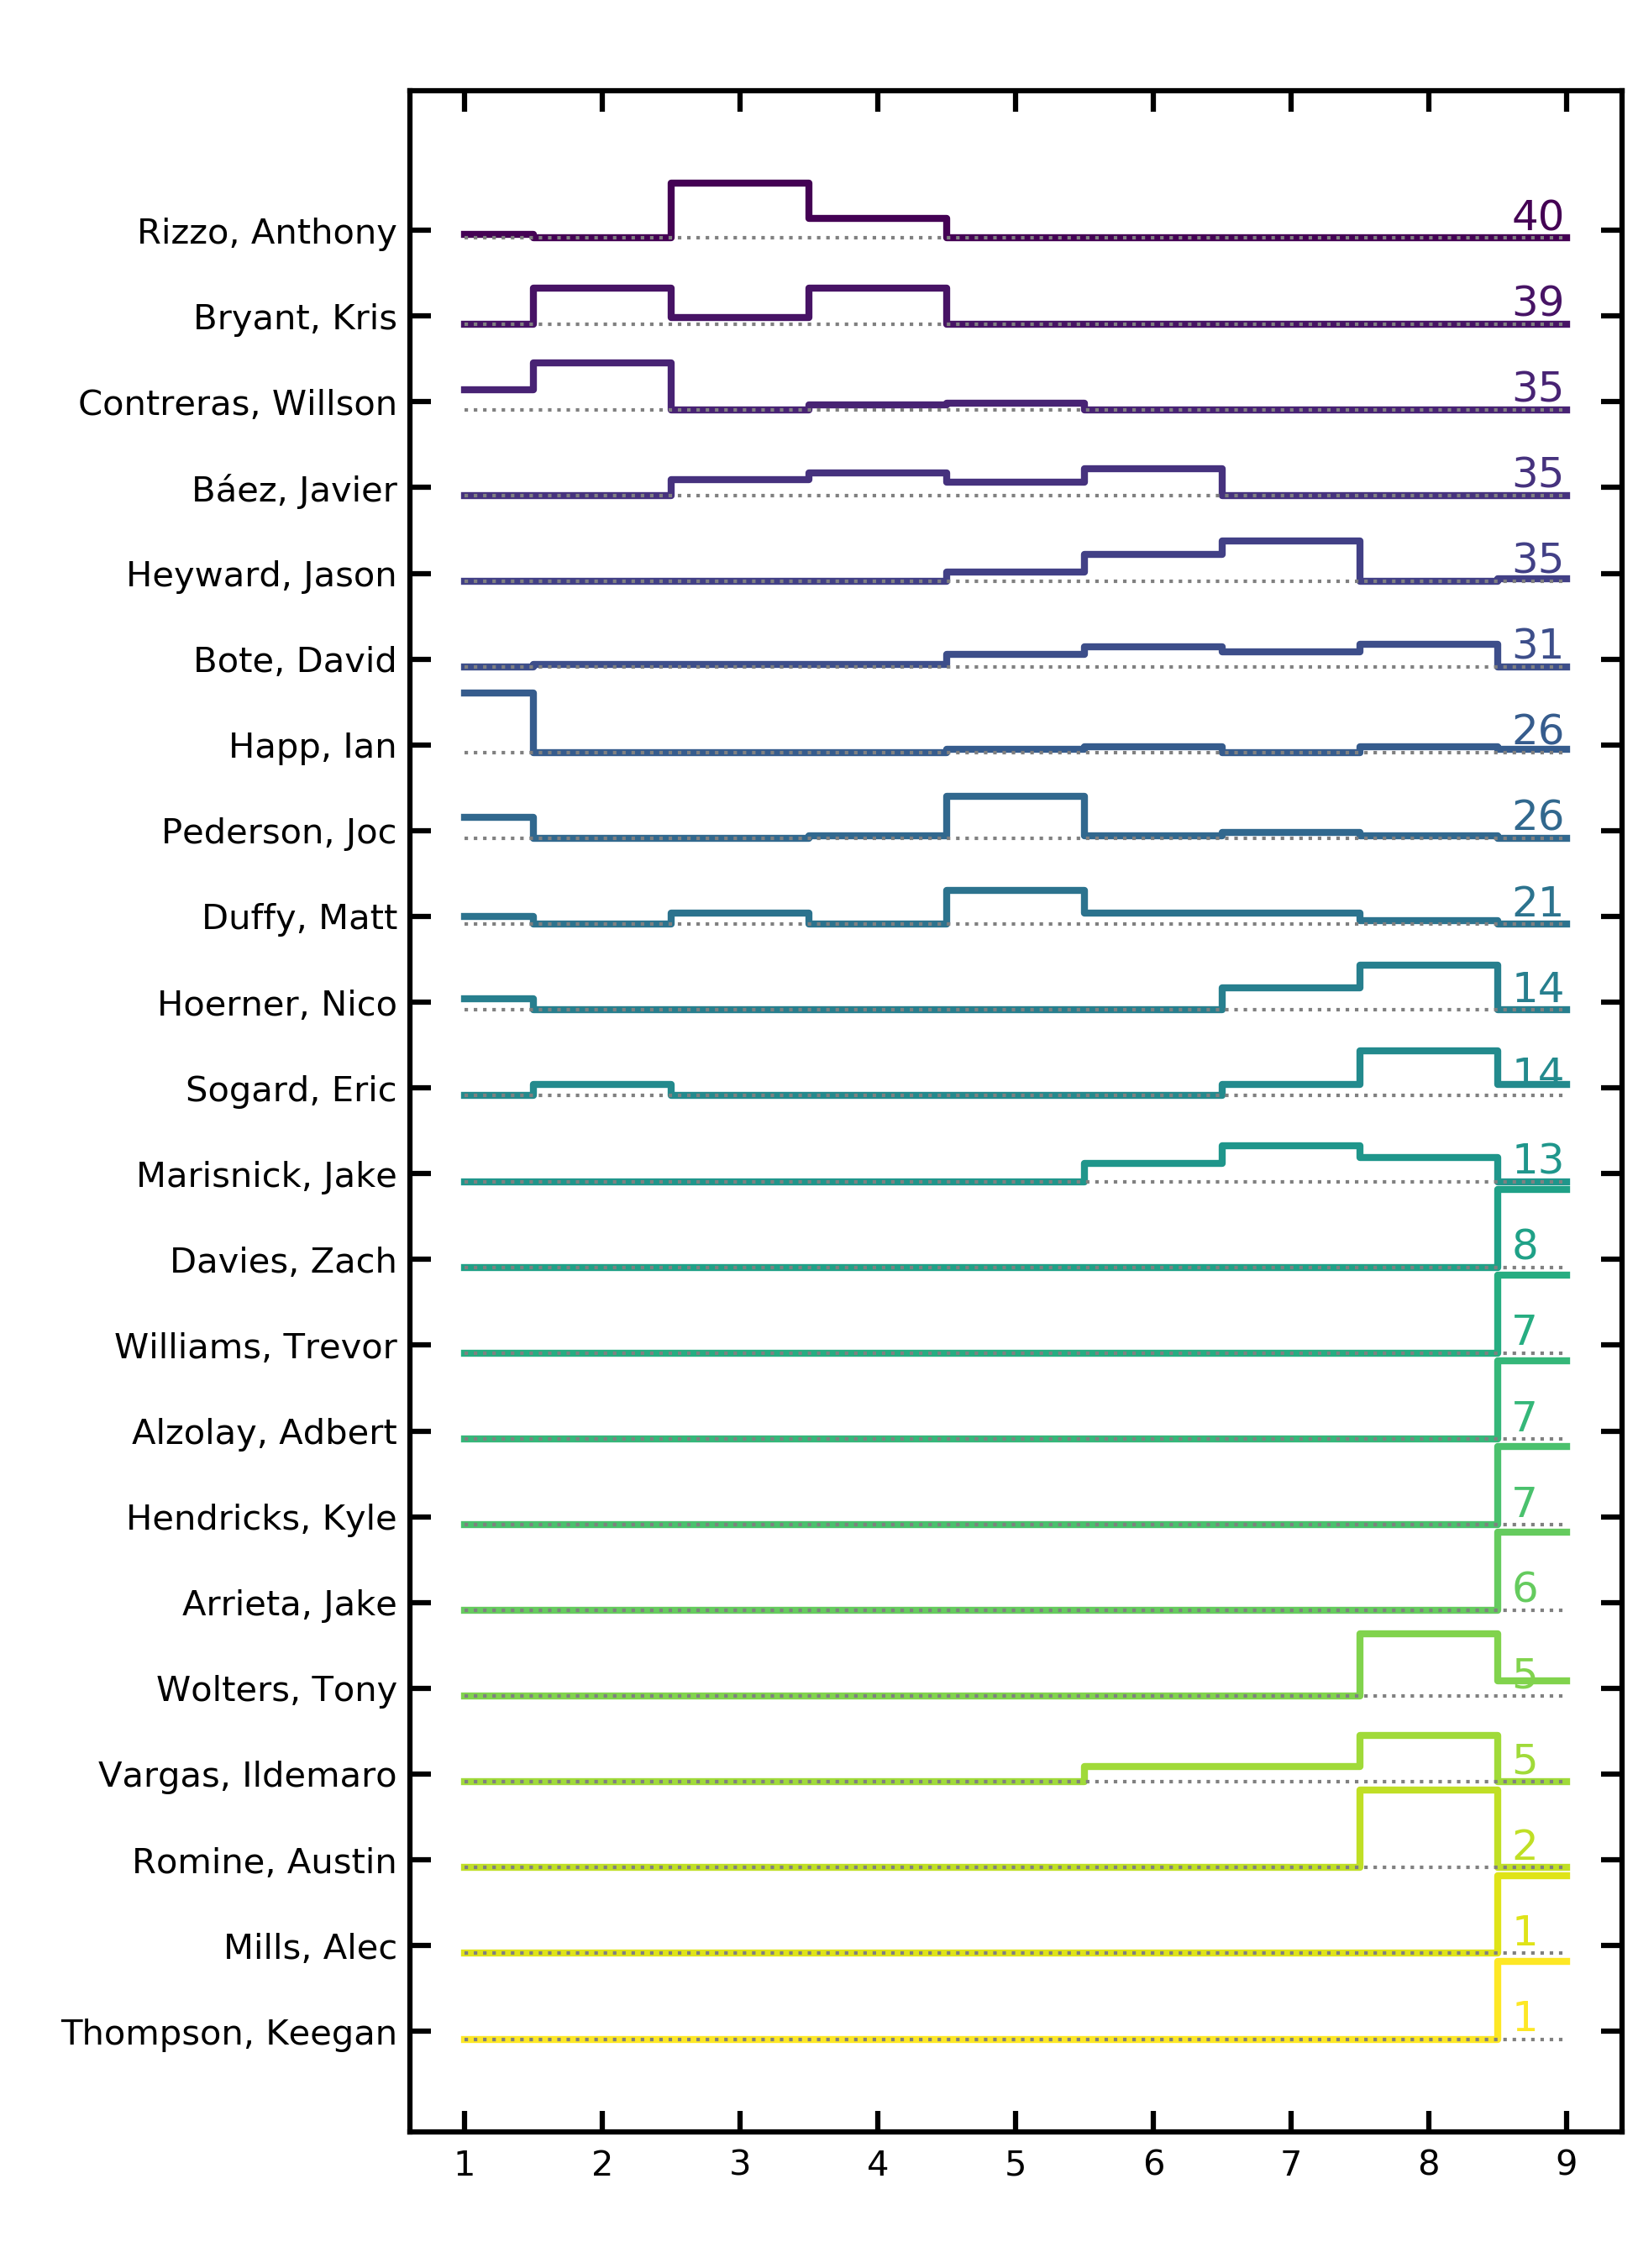 Rizzo, Anthony 40
Bryant, Kris 39
Contreras, Willson 35
Báez, Javier 35
Heyward, Jason 35
Bote, David 31
Happ, Ian 26
Pederson, Joc 26
Duffy, Matt 21
Hoerner, Nico 14
Sogard, Eric 14
Marisnick, Jake 13
Davies, Zach 8
Williams, Trevor 7
Alzolay, Adbert 7
Hendricks, Kyle 7
Arrieta, Jake 6
Wolters, Tony 5
Vargas, Ildemaro 5
Romine, Austin 2
Mills, Alec 1
Thompson, Keegan 1
1 2 3 4 5 6 7 8 9